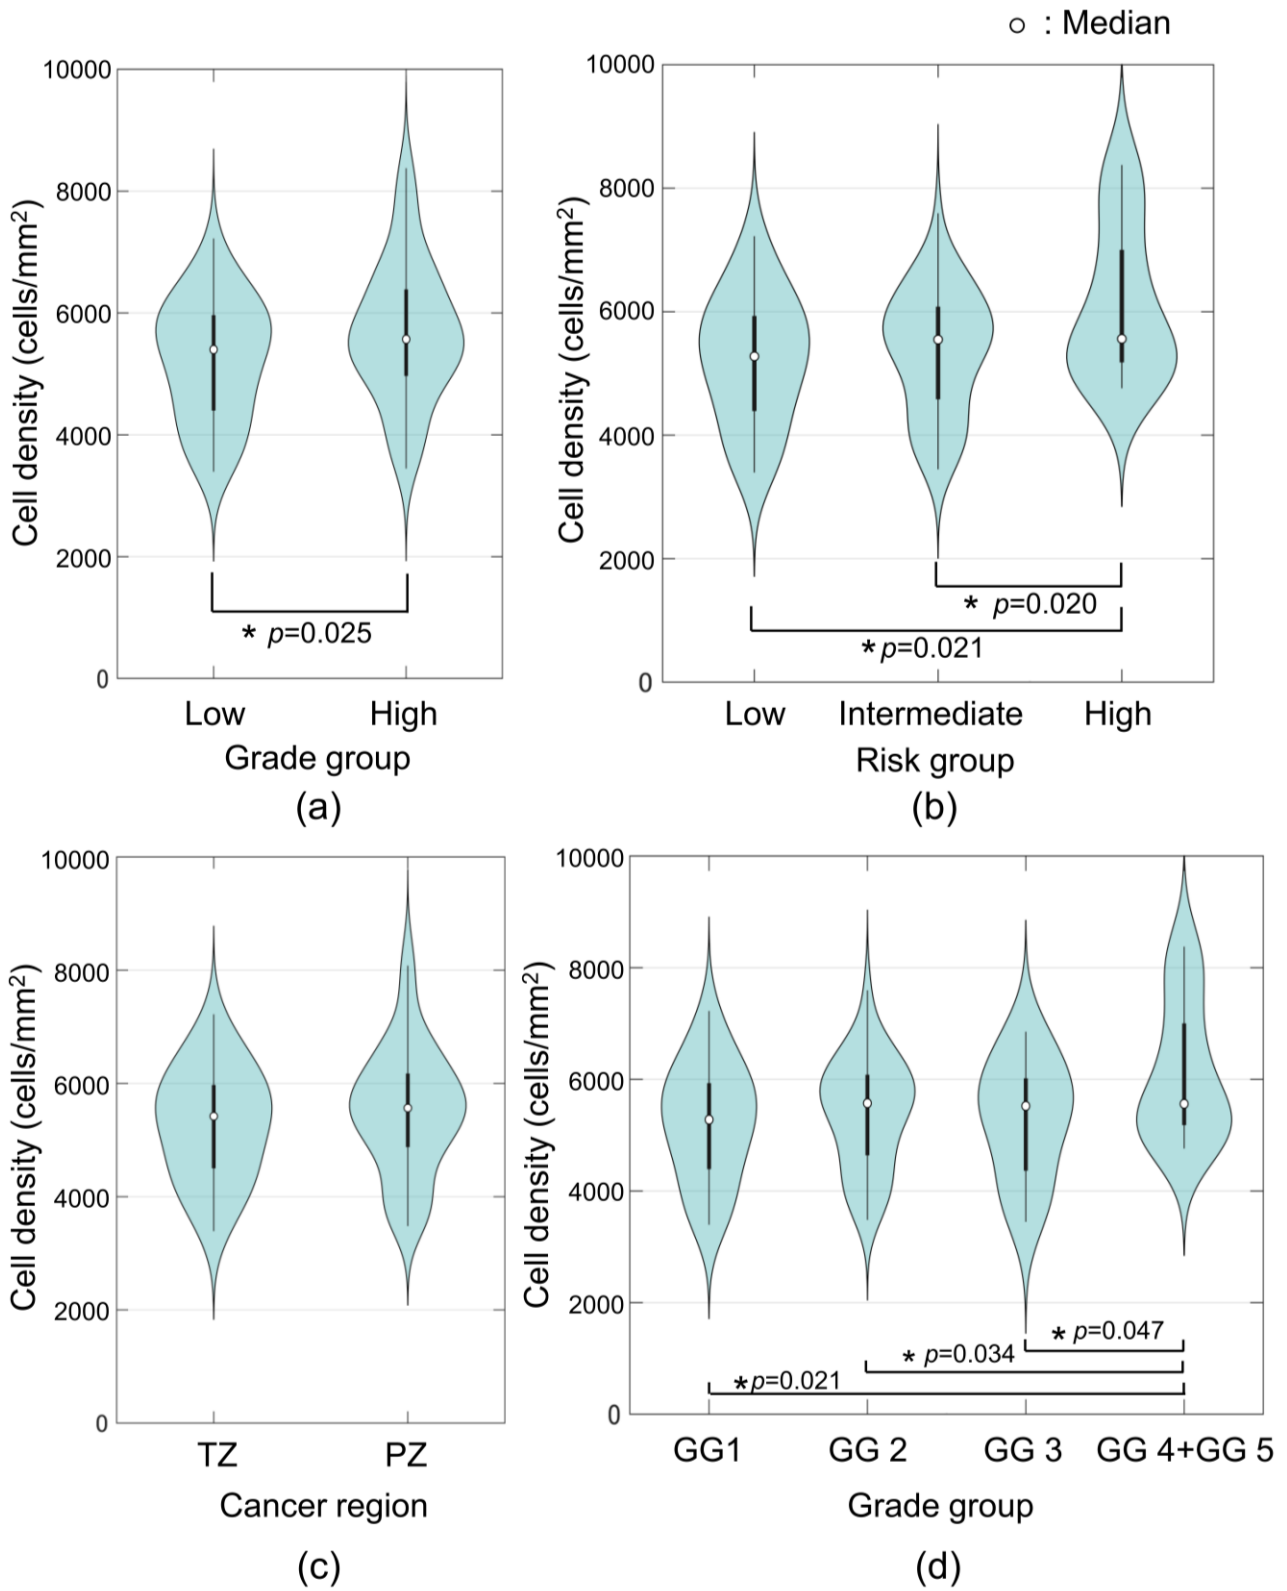 ○ : Median
10000
8000
6000
4000
2000
0
Cell density (cells/mm²)
* p=0.025
Low High
Grade group
(a)
10000
8000
6000
4000
2000
0
Cell density (cells/mm²)
* p=0.020
* p=0.021
Low Intermediate High
Risk group
(b)
10000
8000
6000
4000
2000
0
Cell density (cells/mm²)
TZ PZ
Cancer region
(c)
10000
8000
6000
4000
2000
0
Cell density (cells/mm²)
* p=0.047
* p=0.034
* p=0.021
GG1 GG 2 GG 3 GG 4+GG 5
Grade group
(d)